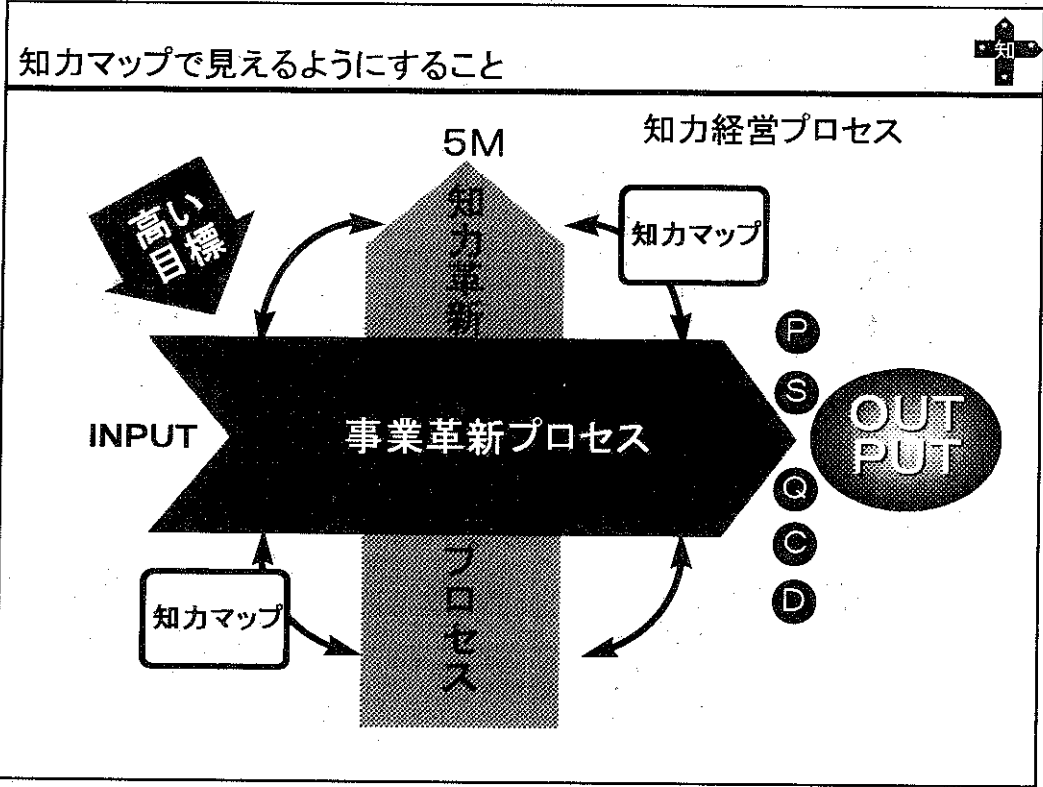 知力マップで見えるようにすること
知
知力経営プロセス
5M
高い
目標
知力マップ
知力革新プロセス
INPUT
事業革新プロセス
P
S
Q
C
D
OUT
PUT
知力マップ